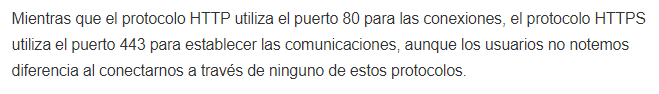 Mientras que el protocolo HTTP utiliza el puerto 80 para las conexiones, el protocolo HTTPS
utiliza el puerto 443 para establecer las comunicaciones, aunque los usuarios no notemos
diferencia al conectarnos a través de ninguno de estos protocolos.